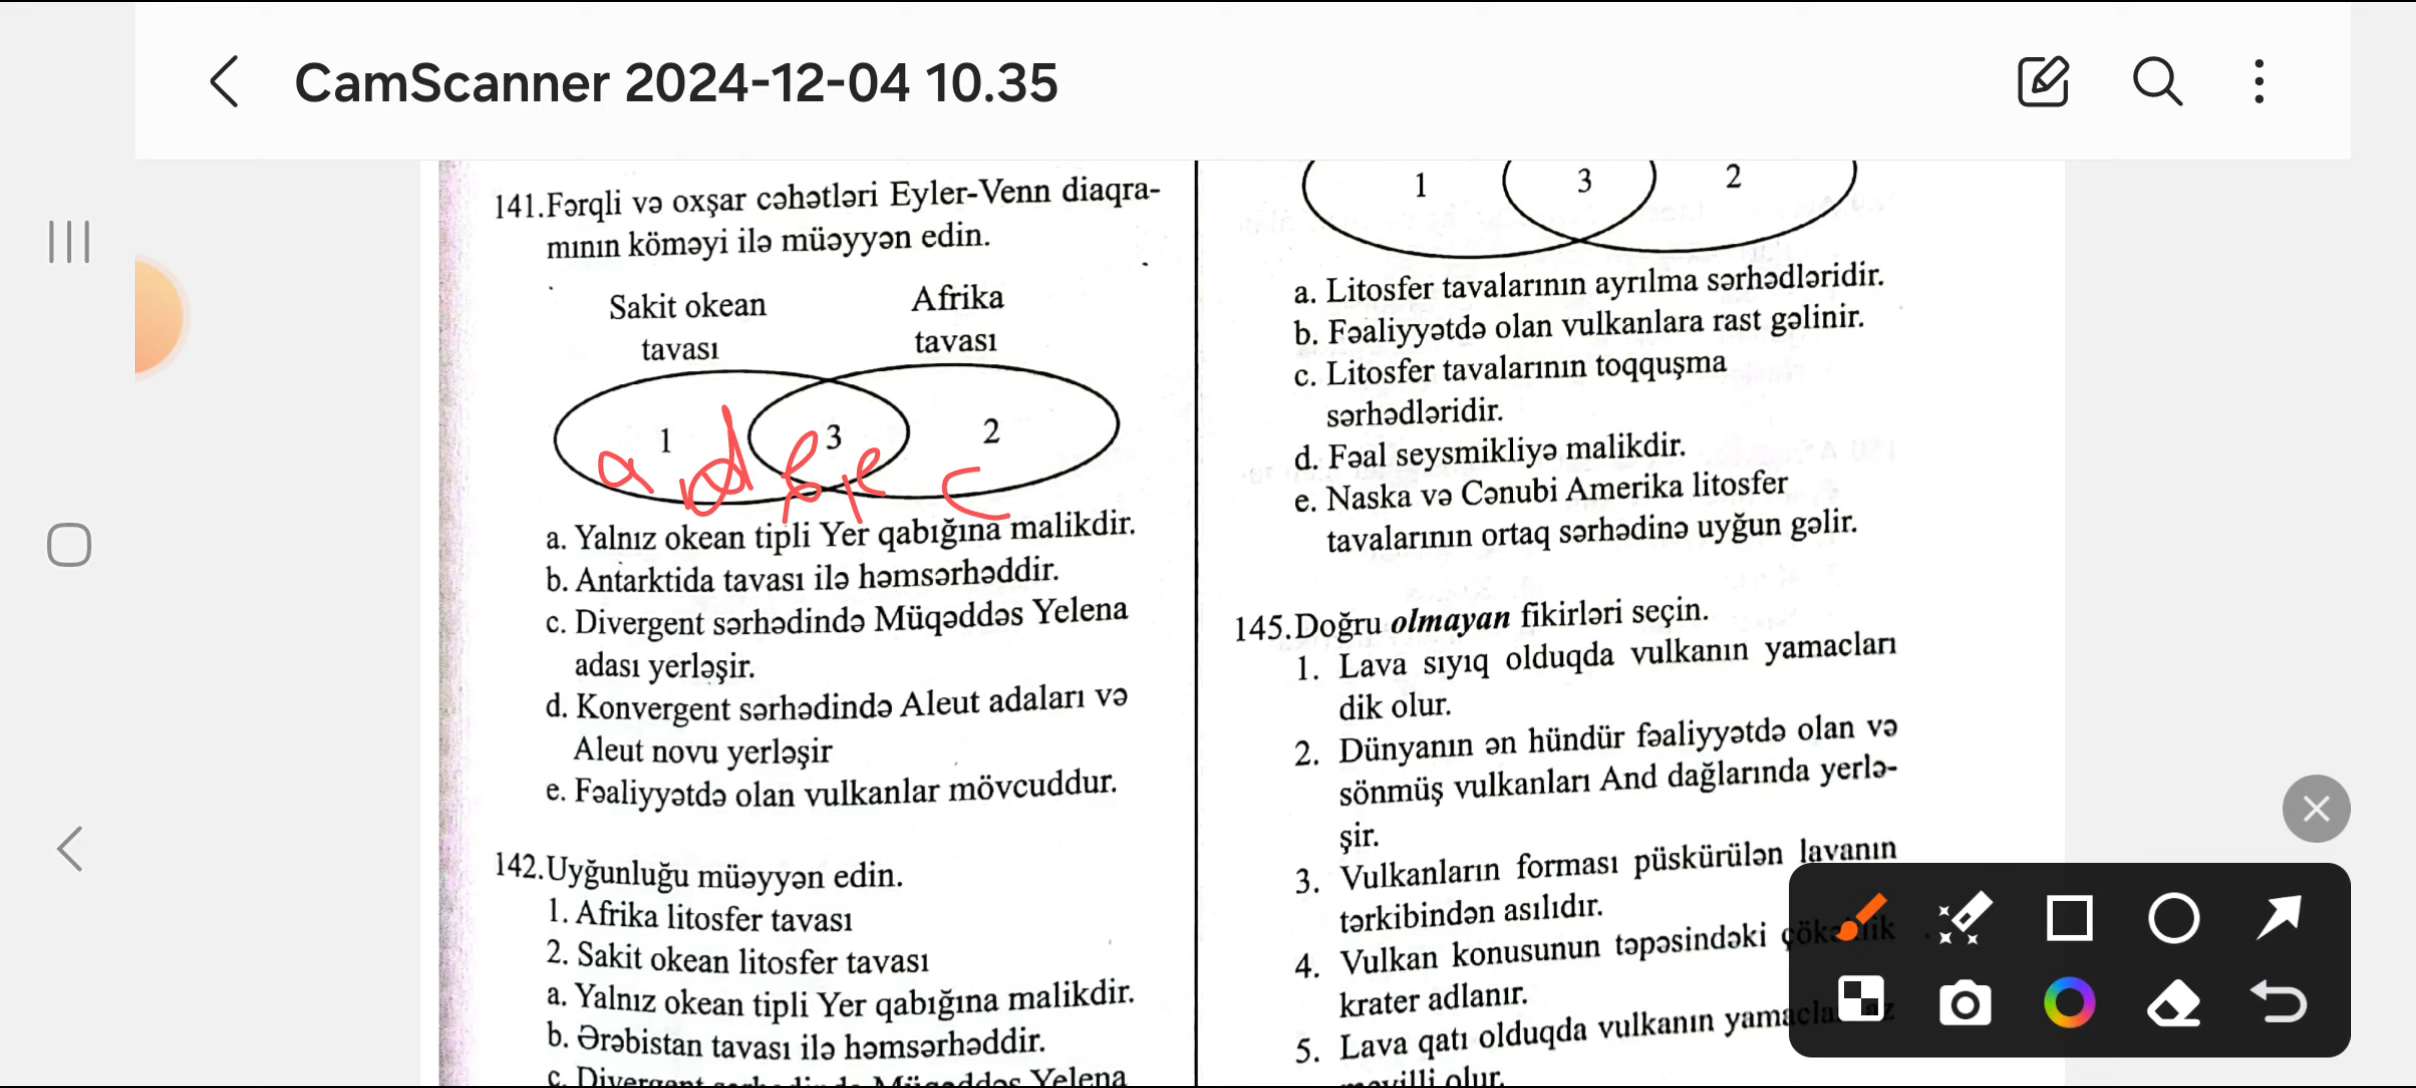 CamScanner 2024-12-04 10.35
141.Fərqli və oxşar cəhətləri Eyler-Venn diaqra-
mının köməyi ilə müəyyən edin.
Sakit okean
tavası
Afrika
tavası
1
3
2
a d b, e c
a. Yalnız okean tipli Yer qabığına malikdir.
b. Antarktida tavası ilə həmsərhəddir.
c. Divergent sərhədində Müqəddəs Yelena
adası yerləşir.
d. Konvergent sərhədində Aleut adaları və
Aleut novu yerləşir
e. Fəaliyyətdə olan vulkanlar mövcuddur.
142.Uyğunluğu müəyyən edin.
1. Afrika litosfer tavası
2. Sakit okean litosfer tavası
a. Yalnız okean tipli Yer qabığına malikdir.
b. Ərəbistan tavası ilə həmsərhəddir.
c. Divergent sərhədində Müqəddəs Yelena
1
3
2
a. Litosfer tavalarının ayrılma sərhədləridir.
b. Fəaliyyətdə olan vulkanlara rast gəlinir.
c. Litosfer tavalarının toqquşma
sərhədləridir.
d. Fəal seysmikliyə malikdir.
e. Naska və Cənubi Amerika litosfer
tavalarının ortaq sərhədinə uyğun gəlir.
145.Doğru olmayan fikirləri seçin.
1. Lava sıyıq olduqda vulkanın yamacları
dik olur.
2. Dünyanın ən hündür fəaliyyətdə olan və
sönmüş vulkanları And dağlarında yerlə-
şir.
3. Vulkanların forması püskürülən lavanın
tərkibindən asılıdır.
4. Vulkan konusunun təpəsindəki
krater adlanır.
5. Lava qatı olduqda vulkanın
meyilli olur.